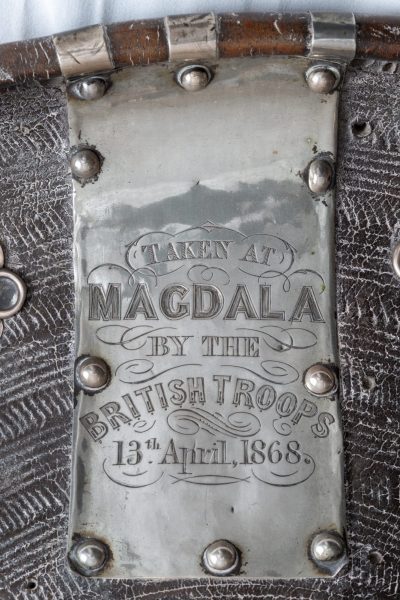 TAKEN AT
MAGDALA
BY THE
BRITISH TROOPS
13th April, 1868.